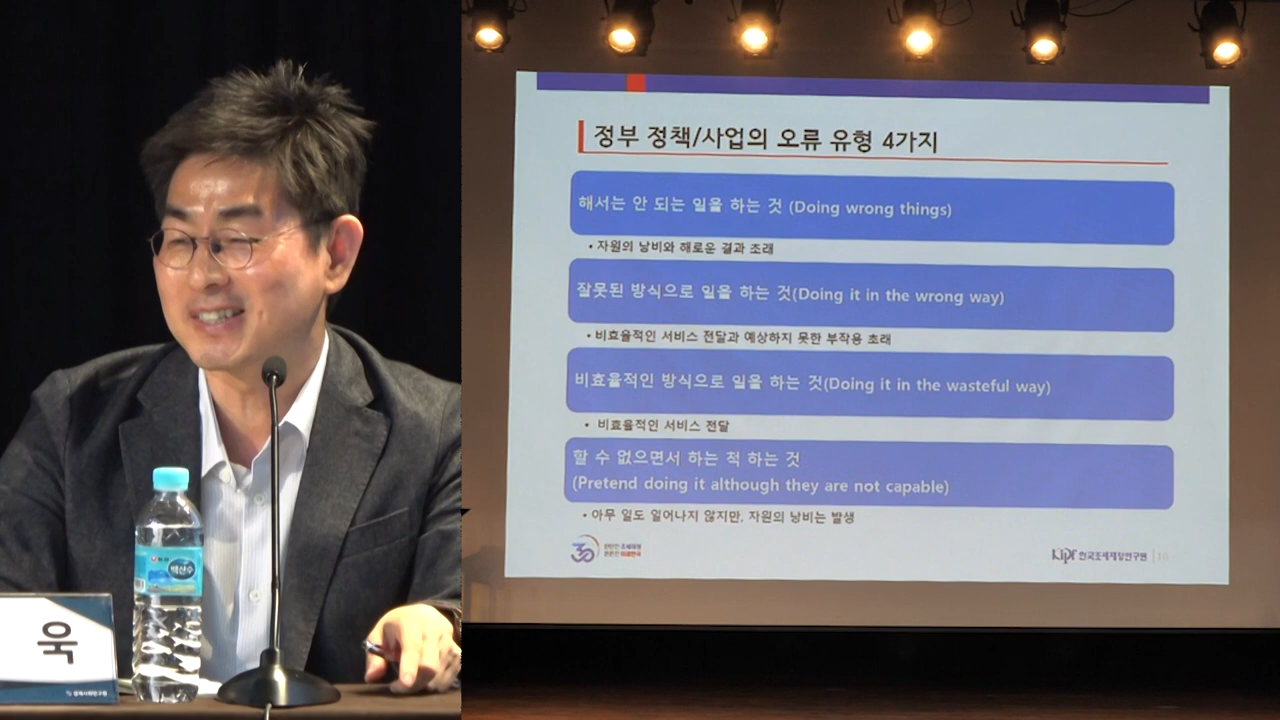 정부 정책/사업의 오류 유형 4가지
해서는 안 되는 일을 하는 것 (Doing wrong things)
• 자원의 낭비와 해로운 결과 초래
잘못된 방식으로 일을 하는 것(Doing it in the wrong way)
• 비효율적인 서비스 전달과 예상하지 못한 부작용 초래
비효율적인 방식으로 일을 하는 것(Doing it in the wasteful way)
• 비효율적인 서비스 전달
할 수 없으면서 하는 척 하는 것
(Pretend doing it although they are not capable)
• 아무 일도 일어나지 않지만, 자원의 낭비는 발생
30
kipf 한국조세재정연구원
백산수
욱